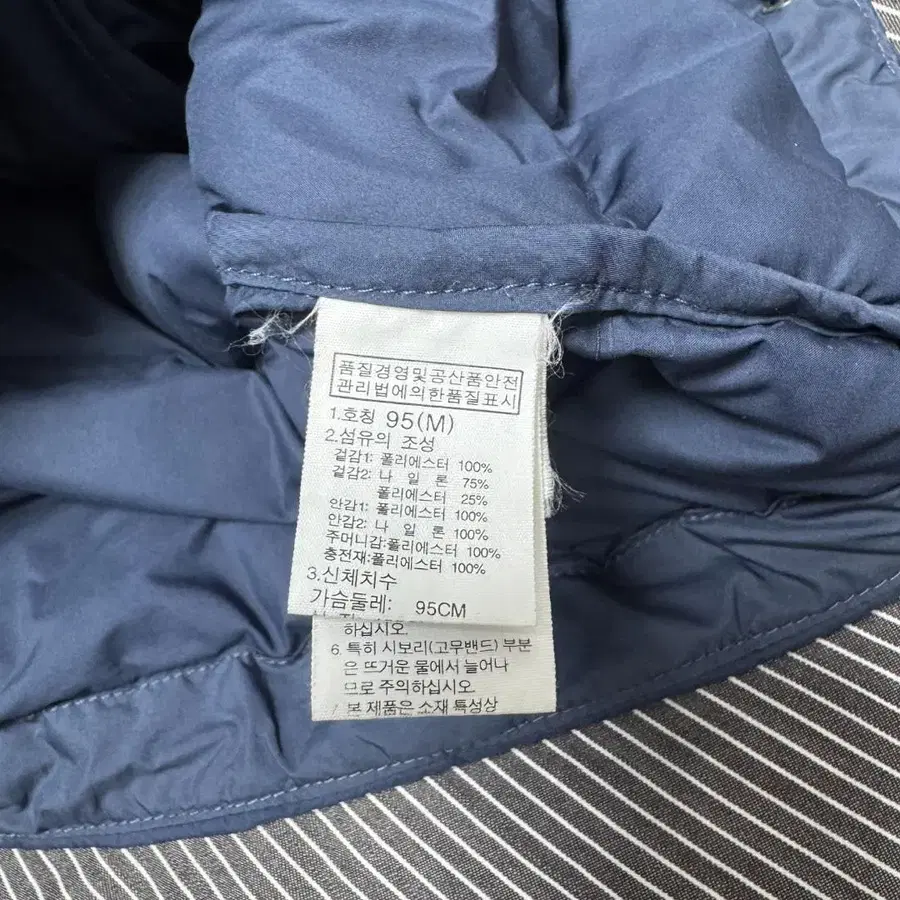 품질경영및공산품안전
관리법에의한품질표시
1.호칭 95(M)
2.섬유의 조성
겉감1: 폴리에스터 100%
겉감2: 나 일 론 75%
폴리에스터 25%
안감1: 폴리에스터 100%
안감2: 나 일 론 100%
주머니감:폴리에스터 100%
충전재:폴리에스터 100%
3.신체치수
가슴둘레: 95CM
하십시오.
6. 특히 시보리(고무밴드) 부분
은 뜨거운 물에서 늘어나
므로 주의하십시오.
7. 본 제품은 소재 특성상